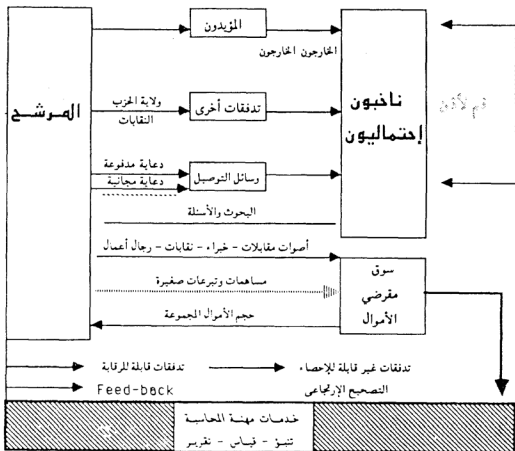 المؤيدون
الخارجون الخارجون
المرشح
ولاية الحزب
النقابات
تدفقات أخرى
ناخبون
إحتماليون
دعاية مدفوعة
دعاية مجانية
وسائل التوصيل
البحوث والأسئلة
أصوات مقابلات - خبراء - نقابات - رجال أعمال
سوق
مقرضي
الأموال
مساهمات وتبرعات صغيرة
حجم الأموال المجموعة
تدفقات قابلة للرقابة
تدفقات غير قابلة للإحصاء
Feed-back
التصحيح الإرتجاعي
خدمات مهنة المحاسبة
تنبؤ - قياس - تقرير